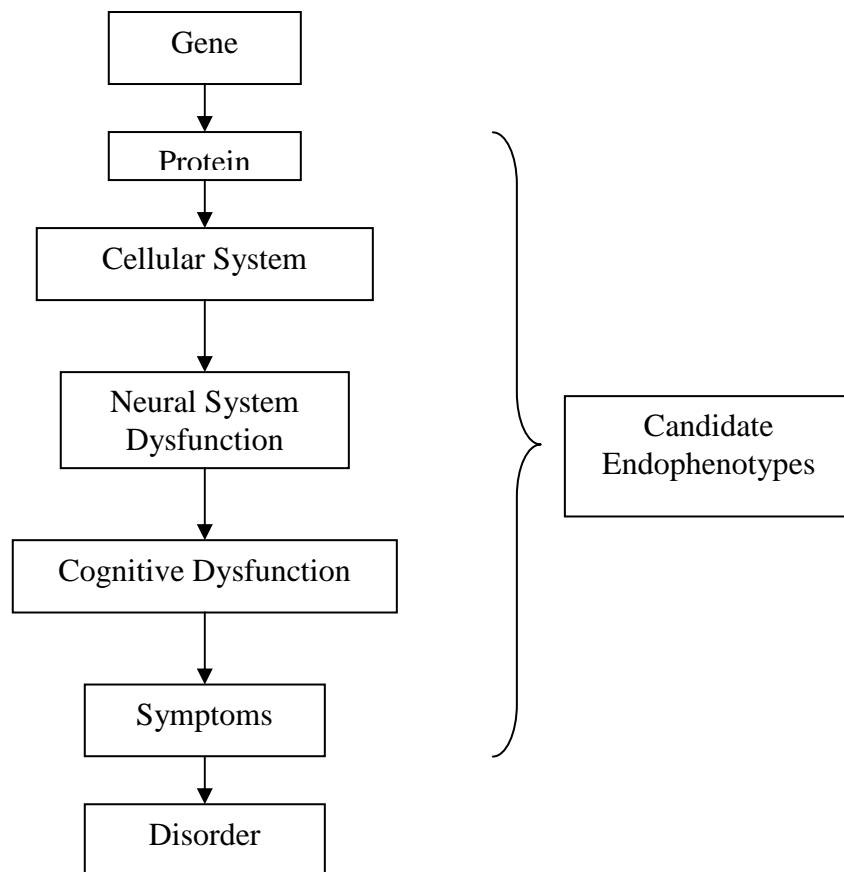 Gene
Protein
Cellular System
Neural System
Dysfunction
Candidate
Endophenotypes
Cognitive Dysfunction
Symptoms
Disorder